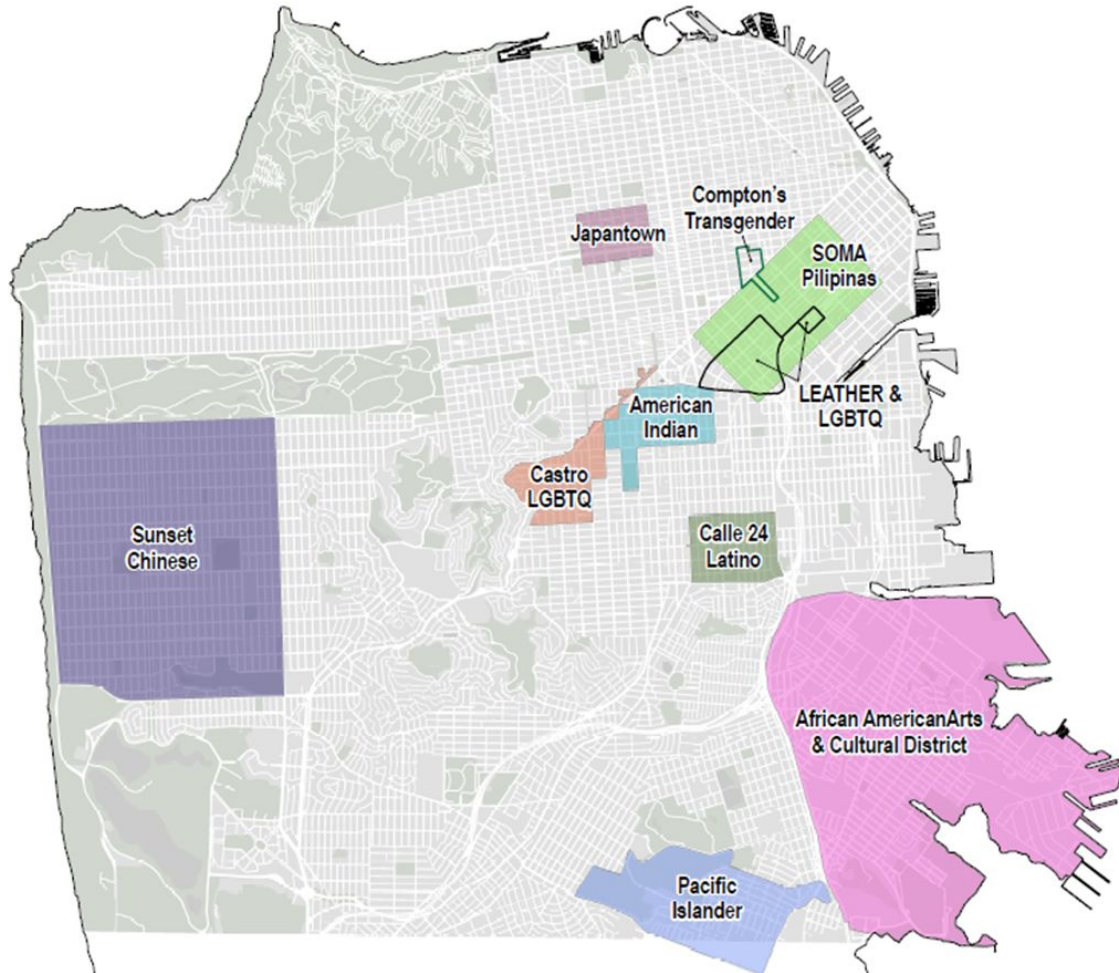 Compton's
Transgender
Japantown
SOMA
Pilipinas
LEATHER &
LGBTQ
American
Indian
Castro
LGBTQ
Sunset
Chinese
Calle 24
Latino
African AmericanArts
& Cultural District
Pacific
Islander